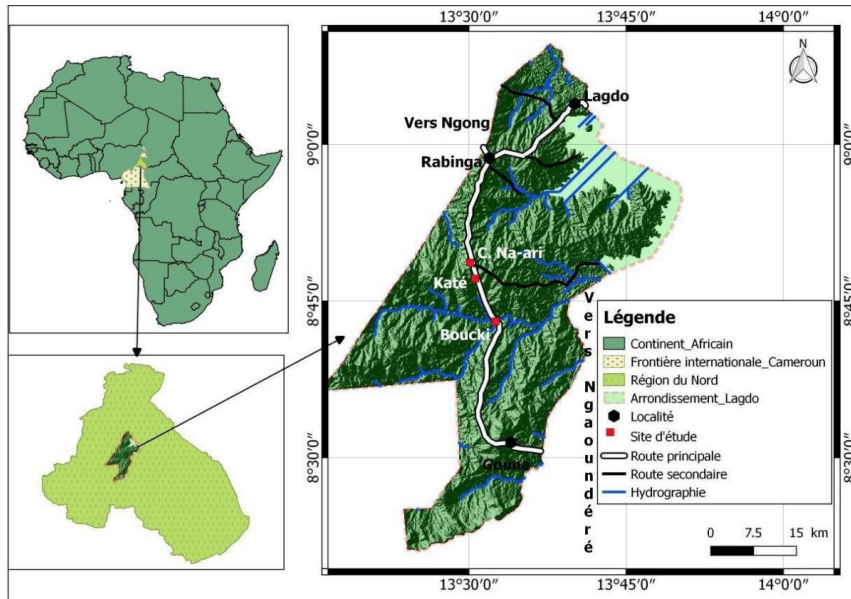 13°30′0″ 13°45′0″ 14°0′0″
N
Lagdo
Vers Ngong
9°0′0″ 9°0′0″
Rabinga
C. Na-ari
Katé
8°45′0″ 8°45′0″
Boucki
Vers Ngaoundéré
Légende
Continent_Africain
Frontière internationale_Cameroun
Région du Nord
Arrondissement_Lagdo
Localité
Site d'étude
Route principale
Route secondaire
Hydrographie
8°30′0″ 8°30′0″
Gouna
0 7.5 15 km
13°30′0″ 13°45′0″ 14°0′0″